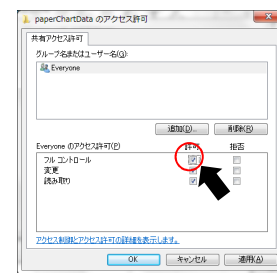 paperChartData のアクセス許可
共有アクセス許可
グループ名またはユーザー名(G):
Everyone
追加(D)... 削除(R)
Everyone のアクセス許可(P) 許可 拒否
フル コントロール
変更
読み取り
アクセス制御とアクセス許可の詳細を表示します。
OK キャンセル 適用(A)